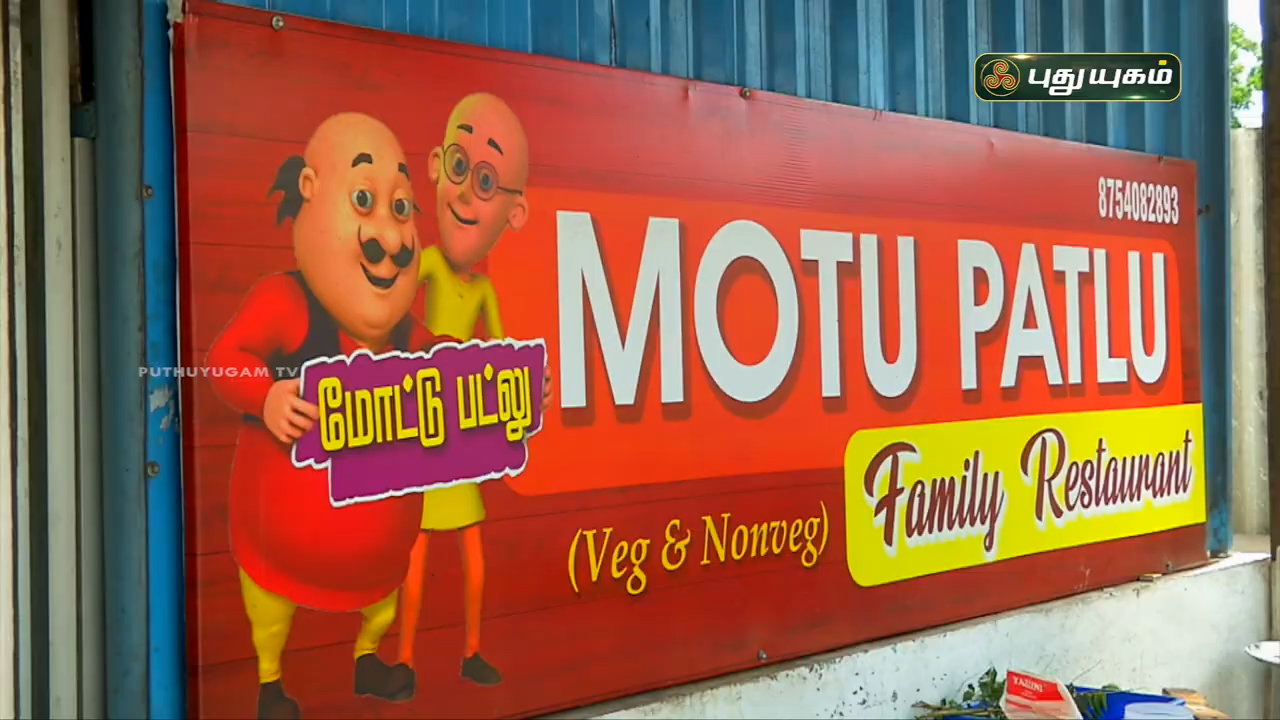 புதுயுகம்
8754082893
MOTU PATLU
PUTHUYUGAM TV
மோட்டு பட்லு
Family Restaurant
(Veg & Nonveg)